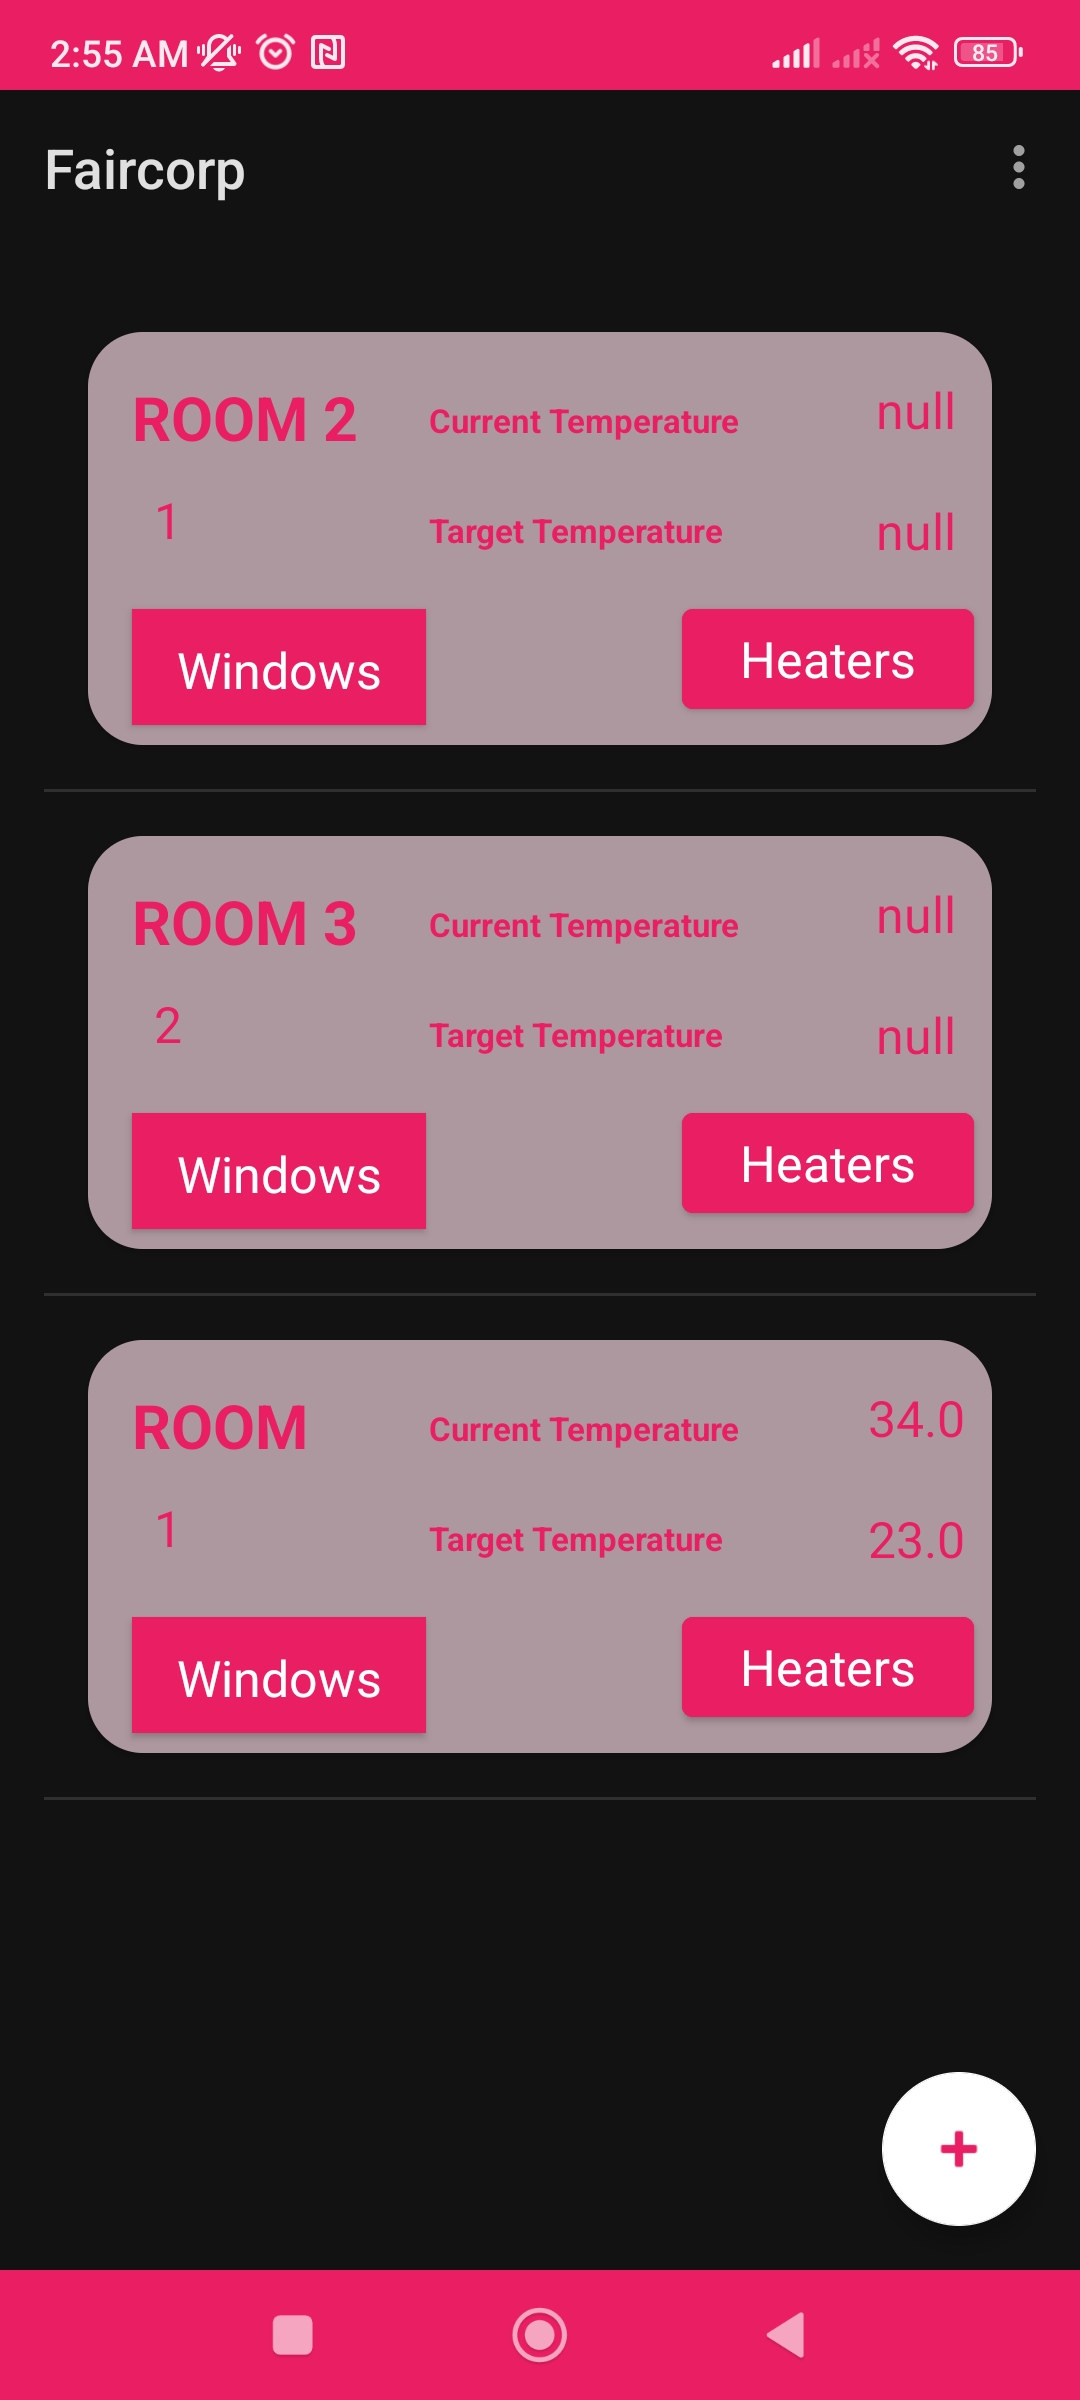 2:55 AM 85
Faircorp
ROOM 2 Current Temperature null
1 Target Temperature null
Windows Heaters
ROOM 3 Current Temperature null
2 Target Temperature null
Windows Heaters
ROOM Current Temperature 34.0
1 Target Temperature 23.0
Windows Heaters
+